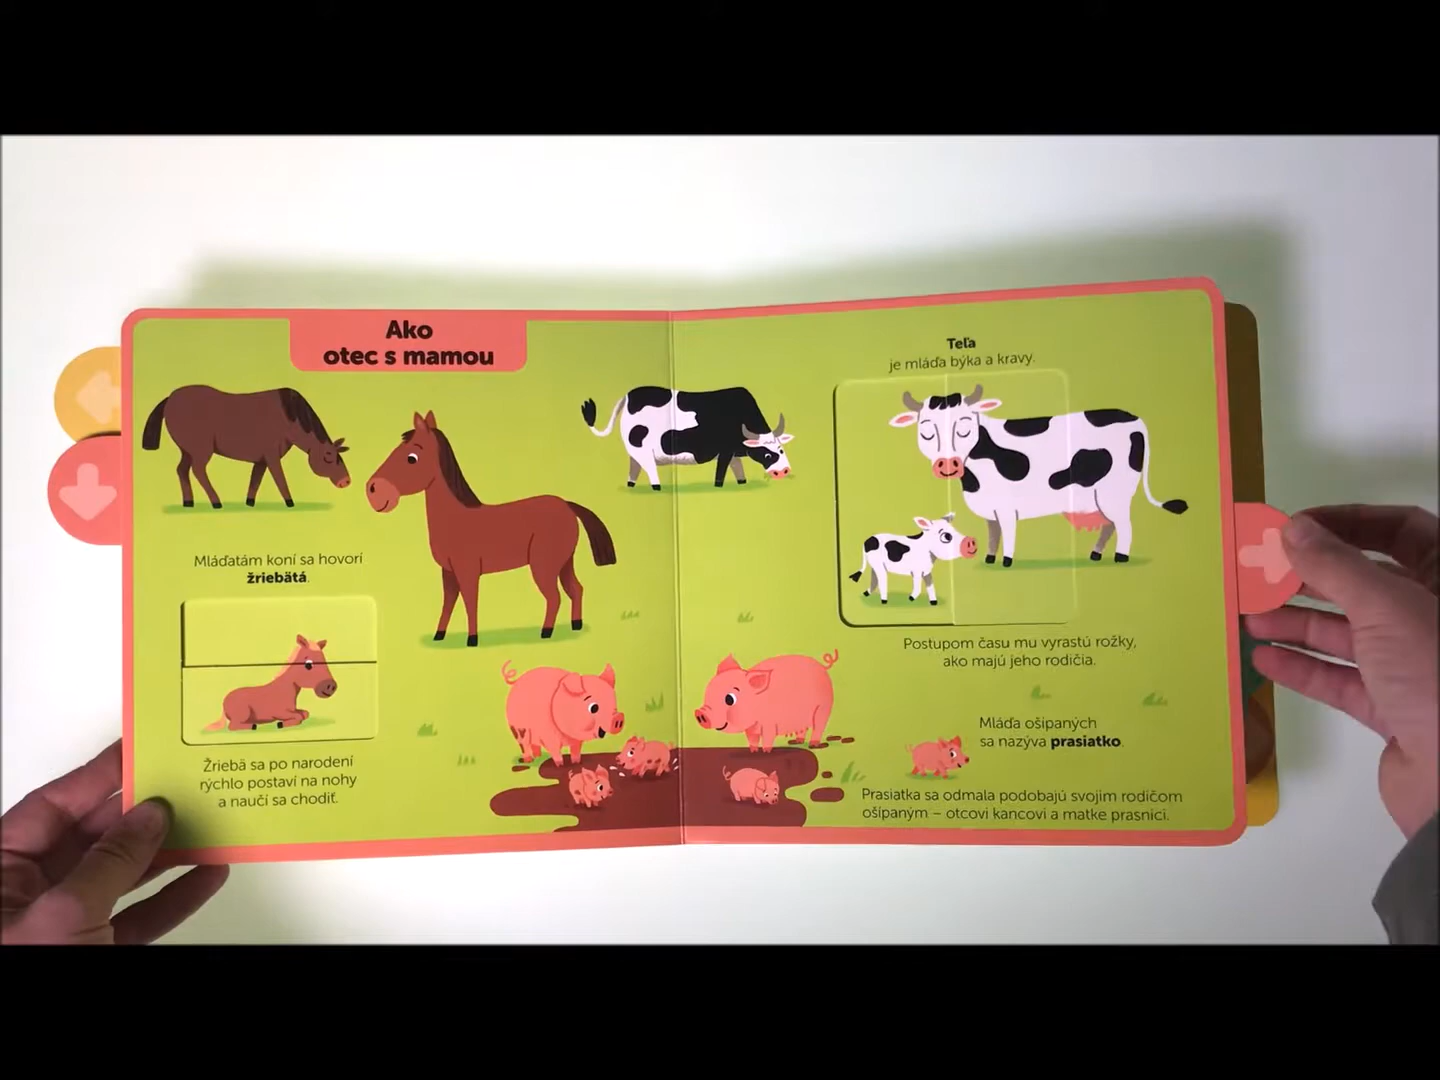 Ako
otec s mamou
Mláďatám koní sa hovorí
žriebätá.
Žriebä sa po narodení
rýchlo postaví na nohy
a naučí sa chodiť.
Teľa
je mláďa býka a kravy.
Postupom času mu vyrastú rožky,
ako majú jeho rodičia.
Mláďa ošípaných
sa nazýva prasiatko.
Prasiatka sa odmala podobajú svojim rodičom
ošípaným – otcovi kancovi a matke prasnici.